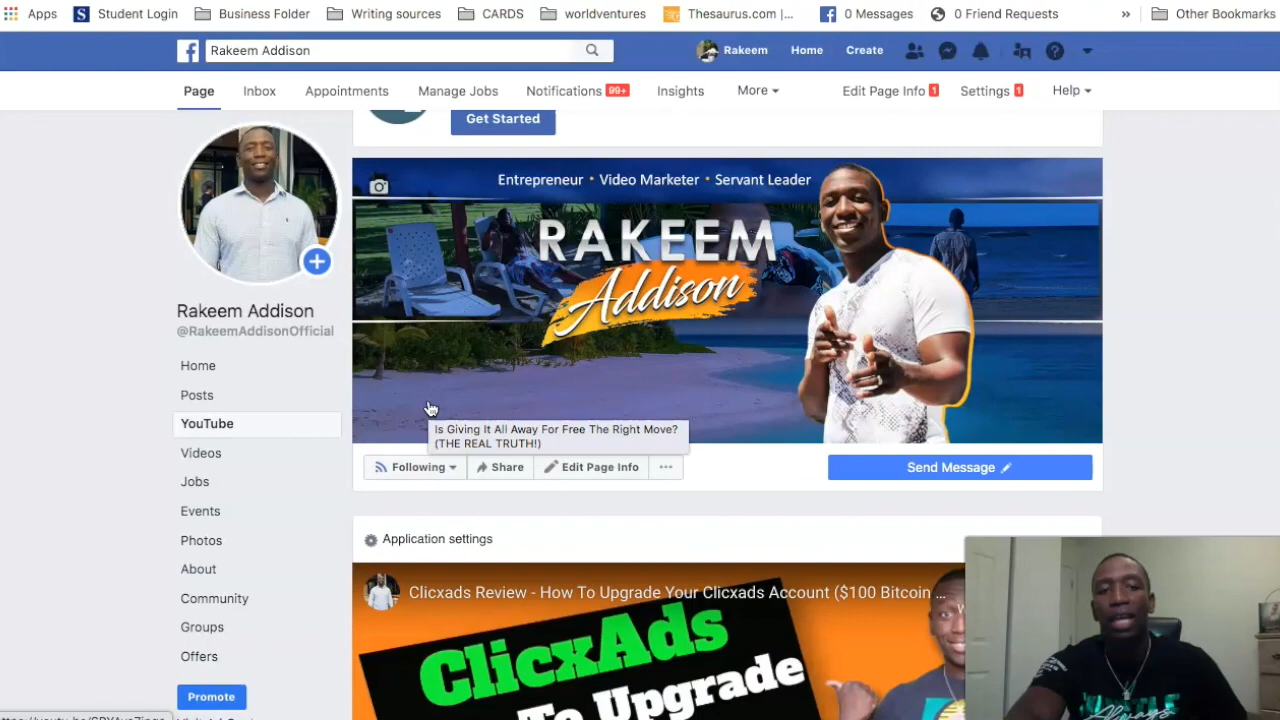 Apps
Student Login
Business Folder
Writing sources
CARDS
worldventures
Thesaurus.com |...
0 Messages
0 Friend Requests
»
Other Bookmarks
Rakeem Addison
Rakeem
Home
Create
Page
Inbox
Appointments
Manage Jobs
Notifications 99+
Insights
More
Edit Page Info 1
Settings 1
Help
Get Started
Entrepreneur • Video Marketer • Servant Leader
RAKEEM
Addison
Rakeem Addison
@RakeemAddisonOfficial
Home
Posts
YouTube
Videos
Jobs
Events
Photos
About
Community
Groups
Offers
Promote
Is Giving It All Away For Free The Right Move?
(THE REAL TRUTH!)
Following
Share
Edit Page Info
...
Send Message
Application settings
Clicxads Review - How To Upgrade Your Clicxads Account ($100 Bitcoin ...
ClicxAds
To Upgrade